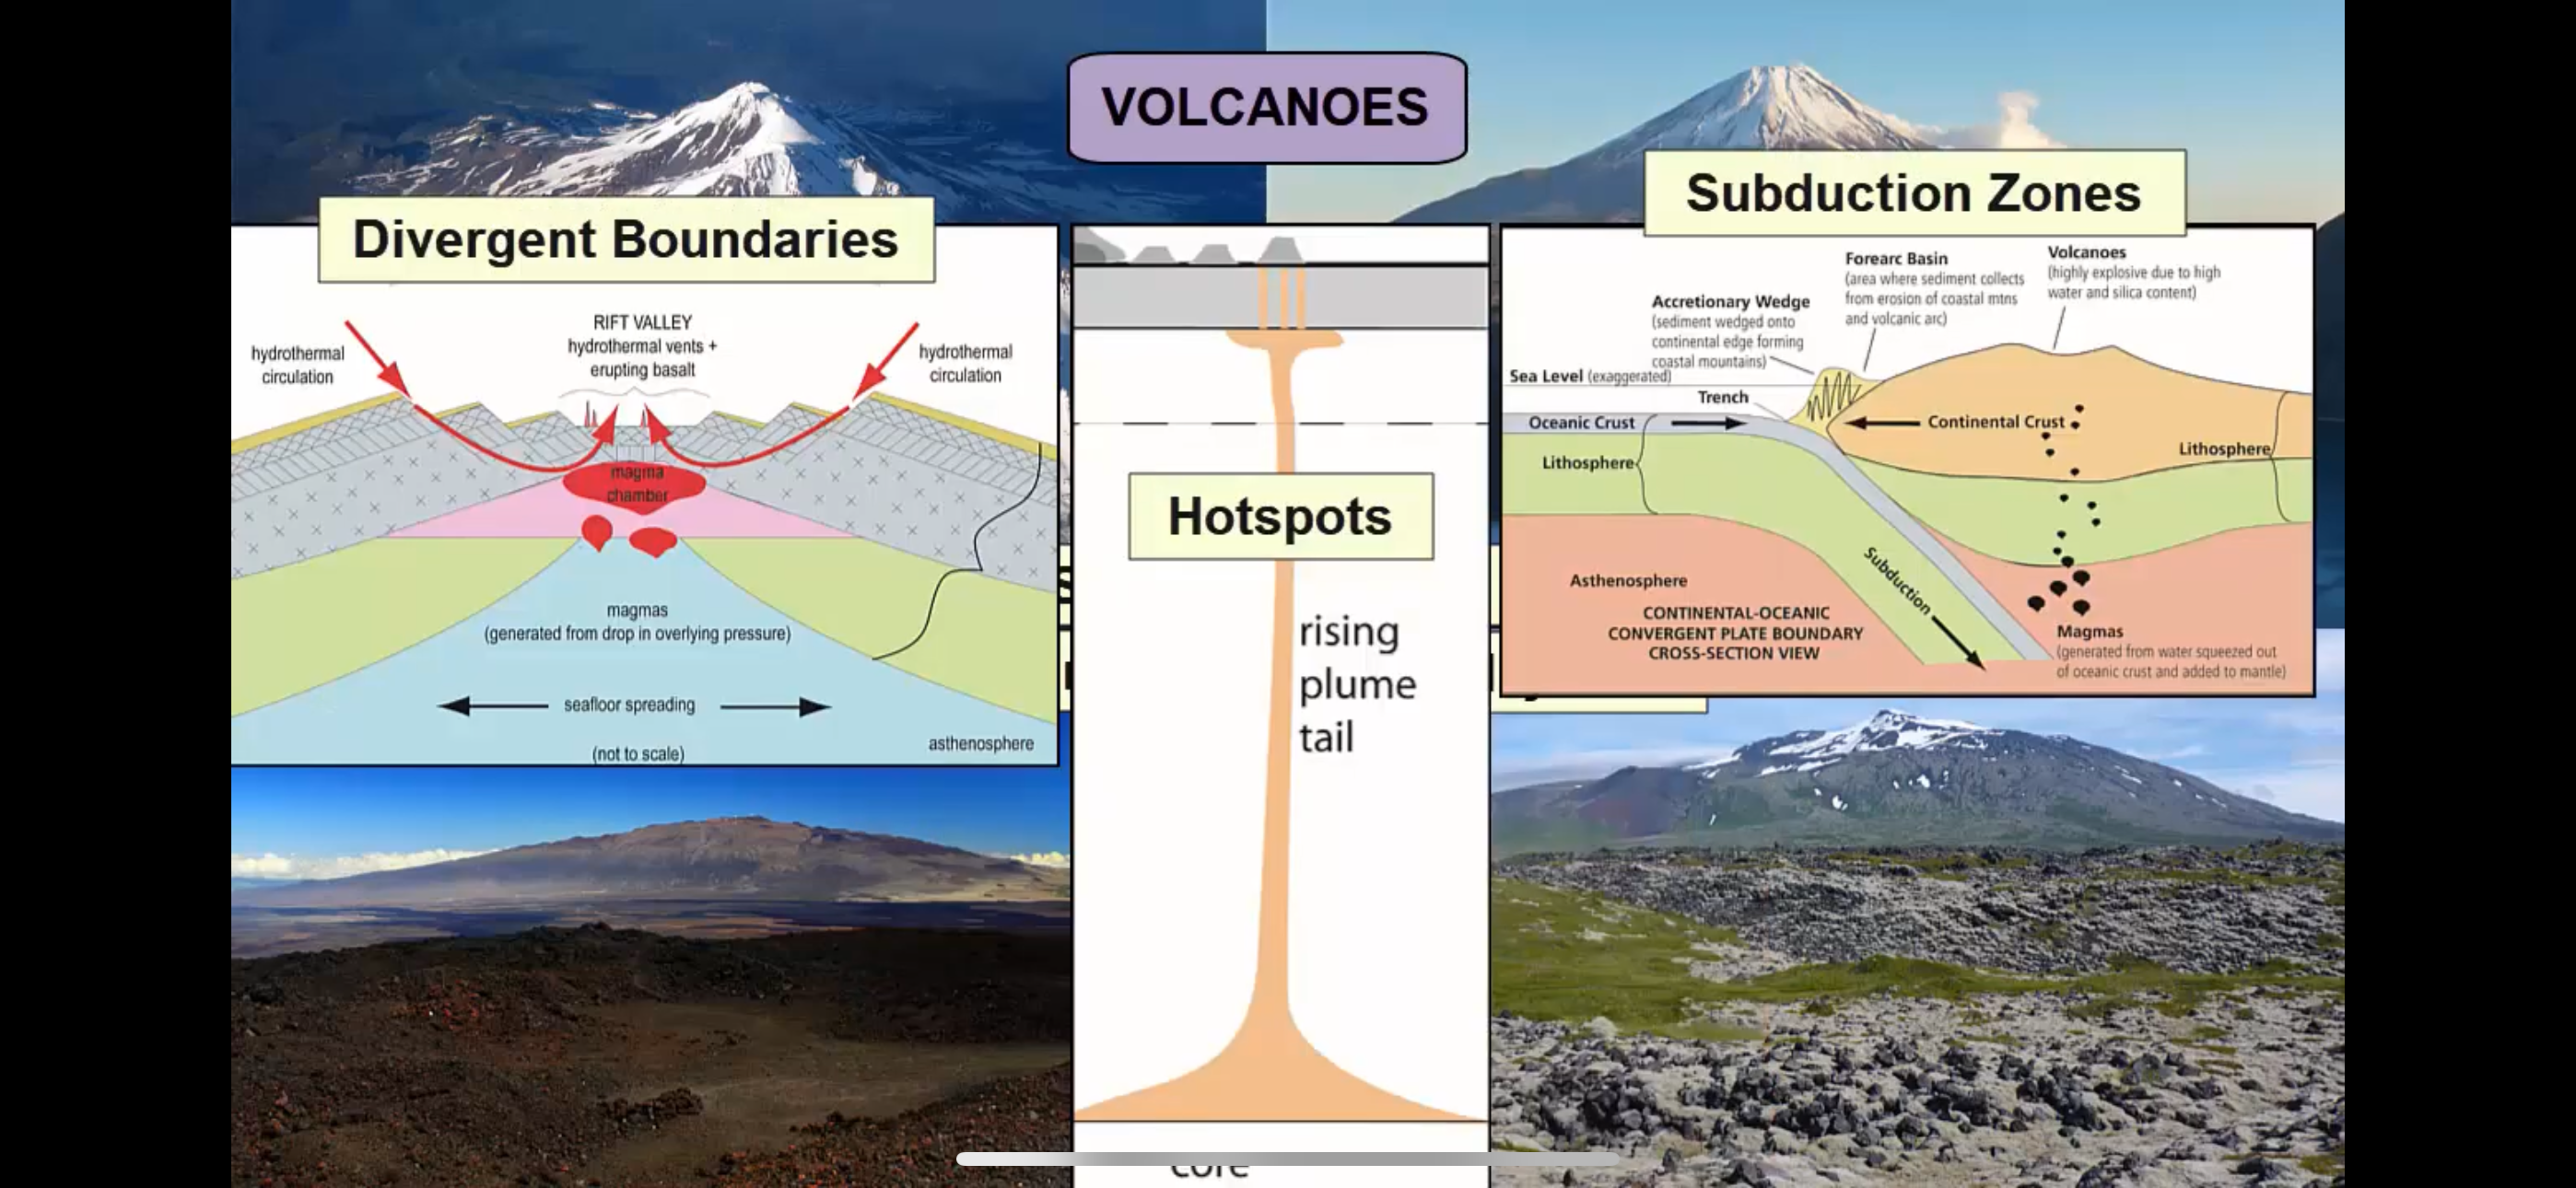 VOLCANOES
Divergent Boundaries
RIFT VALLEY
hydrothermal vents +
erupting basalt
hydrothermal
circulation
hydrothermal
circulation
magma
chamber
magmas
(generated from drop in overlying pressure)
seafloor spreading
(not to scale)
asthenosphere
Hotspots
rising
plume
tail
core
Subduction Zones
Forearc Basin
(area where sediment collects
from erosion of coastal mtns
and volcanic arc)
Volcanoes
(highly explosive due to high
water and silica content)
Accretionary Wedge
(sediment wedged onto
continental edge forming
coastal mountains)
Sea Level (exaggerated)
Trench
Oceanic Crust
Continental Crust
Lithosphere
Lithosphere
Asthenosphere
Subduction
CONTINENTAL-OCEANIC
CONVERGENT PLATE BOUNDARY
CROSS-SECTION VIEW
Magmas
(generated from water squeezed out
of oceanic crust and added to mantle)